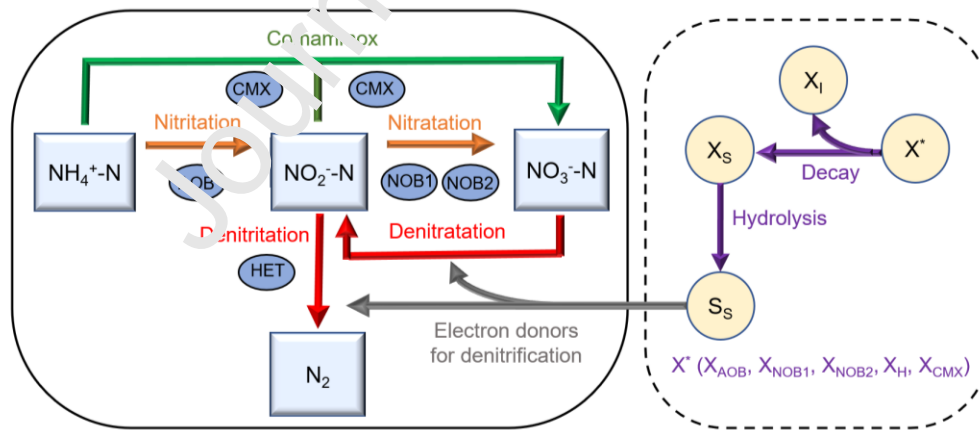 Journ
Comammox
CMX
CMX
Nitritation
Nitratation
NH₄⁺-N
NO₂⁻-N
NO₃⁻-N
NOB1
NOB2
Denitritation
Denitratation
HET
N₂
Electron donors
for denitrification
X_I
X_S
X*
Decay
Hydrolysis
S_S
X* (X_AOB, X_NOB1, X_NOB2, X_H, X_CMX)